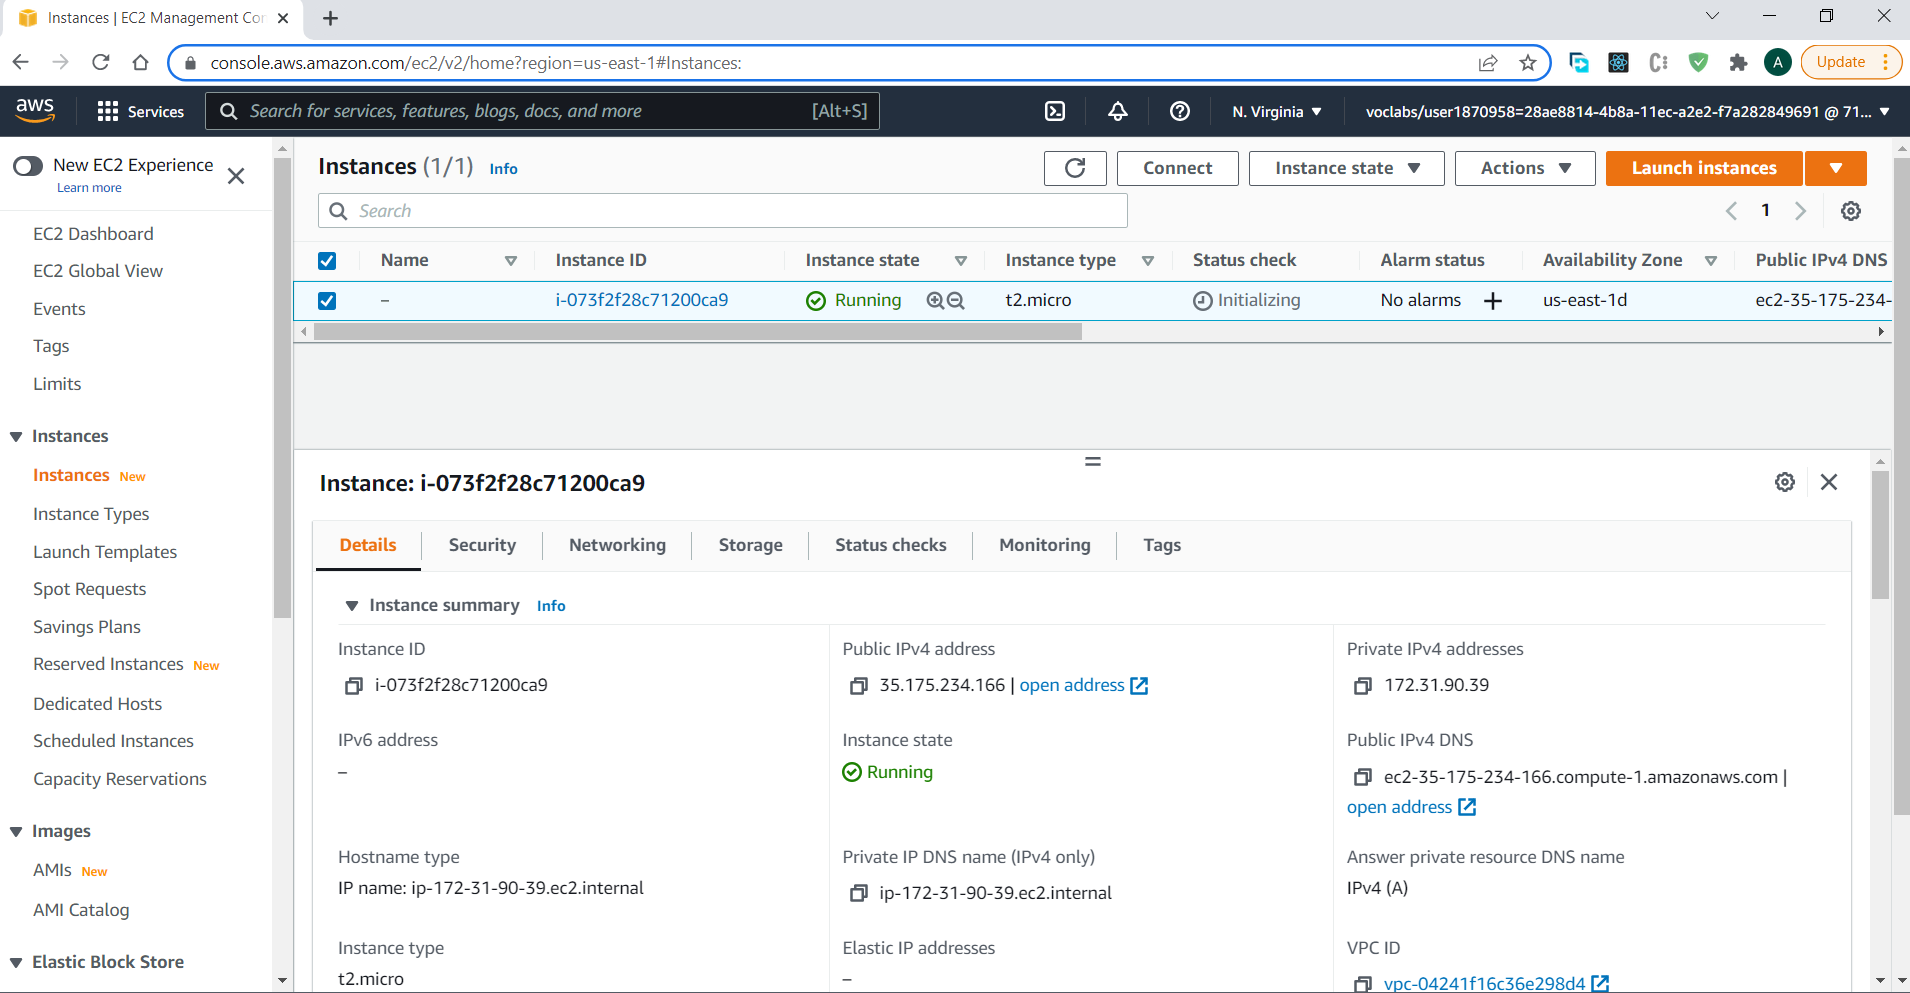 Instances | EC2 Management Cor
console.aws.amazon.com/ec2/v2/home?region=us-east-1#Instances:
A
Update
aws
Services
Search for services, features, blogs, docs, and more
[Alt+S]
N. Virginia
voclabs/user1870958=28ae8814-4b8a-11ec-a2e2-f7a282849691 @ 71...
New EC2 Experience
Learn more
EC2 Dashboard
EC2 Global View
Events
Tags
Limits
Instances
Instances New
Instance Types
Launch Templates
Spot Requests
Savings Plans
Reserved Instances New
Dedicated Hosts
Scheduled Instances
Capacity Reservations
Images
AMIs New
AMI Catalog
Elastic Block Store
Instances (1/1) Info
Connect
Instance state
Actions
Launch instances
Search
1
Name Instance ID Instance state Instance type Status check Alarm status Availability Zone Public IPv4 DNS
– i-073f2f28c71200ca9 Running t2.micro Initializing No alarms us-east-1d ec2-35-175-234-
Instance: i-073f2f28c71200ca9
Details Security Networking Storage Status checks Monitoring Tags
Instance summary Info
Instance ID
i-073f2f28c71200ca9
Public IPv4 address
35.175.234.166 | open address
Private IPv4 addresses
172.31.90.39
IPv6 address
–
Instance state
Running
Public IPv4 DNS
ec2-35-175-234-166.compute-1.amazonaws.com |
open address
Hostname type
IP name: ip-172-31-90-39.ec2.internal
Private IP DNS name (IPv4 only)
ip-172-31-90-39.ec2.internal
Answer private resource DNS name
IPv4 (A)
Instance type
t2.micro
Elastic IP addresses
–
VPC ID
vpc-04241f16c36e298d4